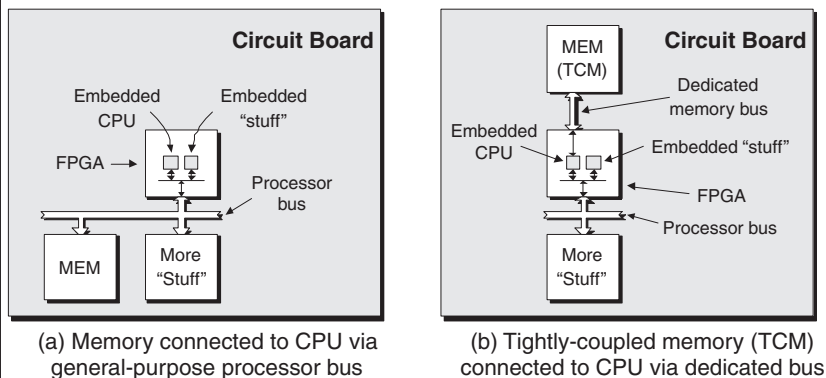 Circuit Board
Embedded
CPU
Embedded
“stuff”
FPGA
Processor
bus
MEM
More
“Stuff”
(a) Memory connected to CPU via
general-purpose processor bus
Circuit Board
MEM
(TCM)
Dedicated
memory bus
Embedded
CPU
Embedded “stuff”
FPGA
Processor bus
More
“Stuff”
(b) Tightly-coupled memory (TCM)
connected to CPU via dedicated bus